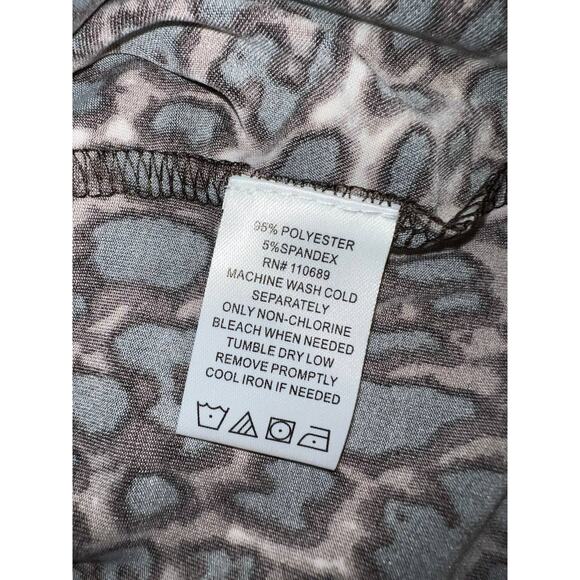 95% POLYESTER
5%SPANDEX
RN# 110689
MACHINE WASH COLD
SEPARATELY
ONLY NON-CHLORINE
BLEACH WHEN NEEDED
TUMBLE DRY LOW
REMOVE PROMPTLY
COOL IRON IF NEEDED